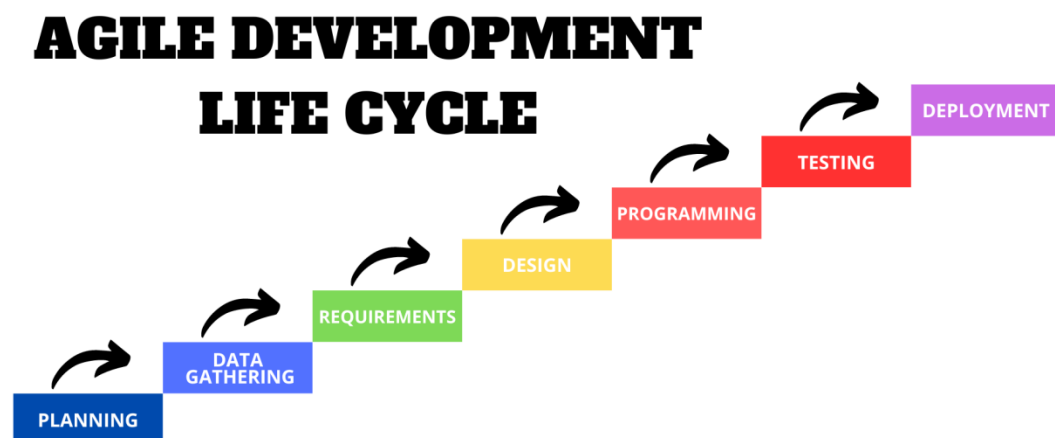 AGILE DEVELOPMENT
LIFE CYCLE
PLANNING
DATA
GATHERING
REQUIREMENTS
DESIGN
PROGRAMMING
TESTING
DEPLOYMENT